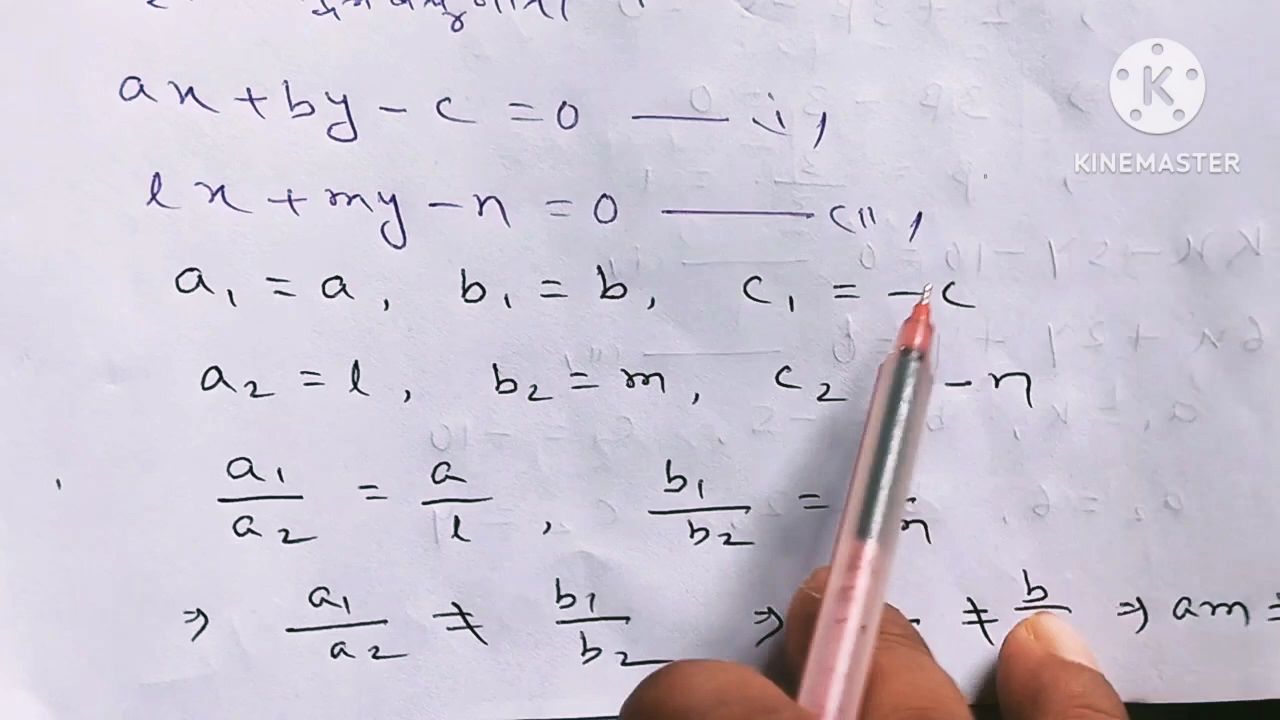 ax + by - c = 0 —— (i)
KINEMASTER
lx + my - n = 0 —— (ii)
a₁ = a, b₁ = b, c₁ = - c
a₂ = l, b₂ = m, c₂ - n
a₁/a₂ = a/l, b₁/b₂ =
⇒ a₁/a₂ ≠ b₁/b₂ ⇒ ≠ b ⇒ am